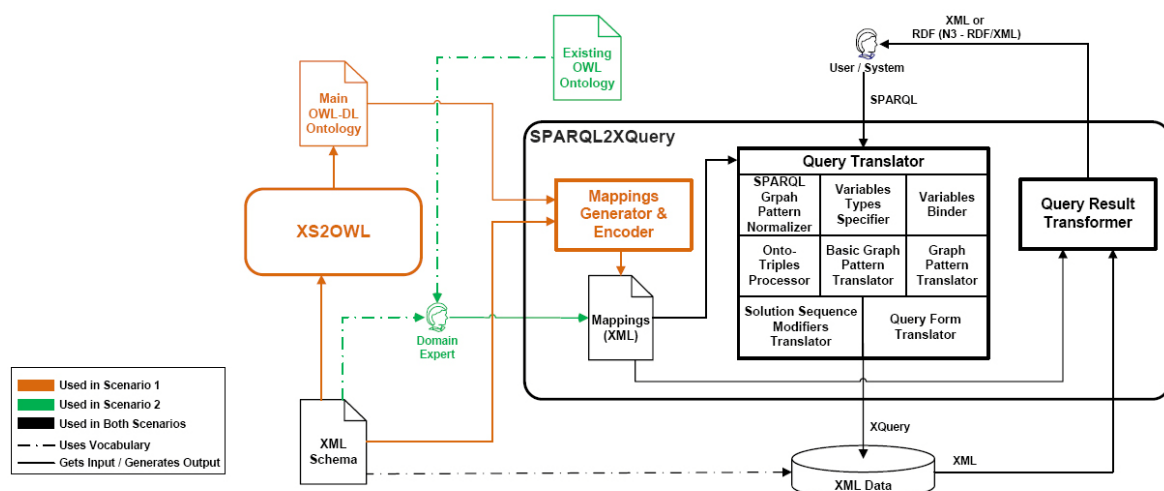 XML or
RDF (N3 - RDF/XML)
User / System
SPARQL
Existing
OWL
Ontology
Main
OWL-DL
Ontology
XS2OWL
SPARQL2XQuery
Mappings
Generator &
Encoder
Mappings
(XML)
Domain
Expert
Query Translator
SPARQL
Grpah
Pattern
Normalizer
Variables
Types
Specifier
Variables
Binder
Onto-
Triples
Processor
Basic Graph
Pattern
Translator
Graph
Pattern
Translator
Solution Sequence
Modifiers
Translator
Query Form
Translator
Query Result
Transformer
XQuery
XML
XML Data
XML
Schema
Used in Scenario 1
Used in Scenario 2
Used in Both Scenarios
Uses Vocabulary
Gets Input / Generates Output